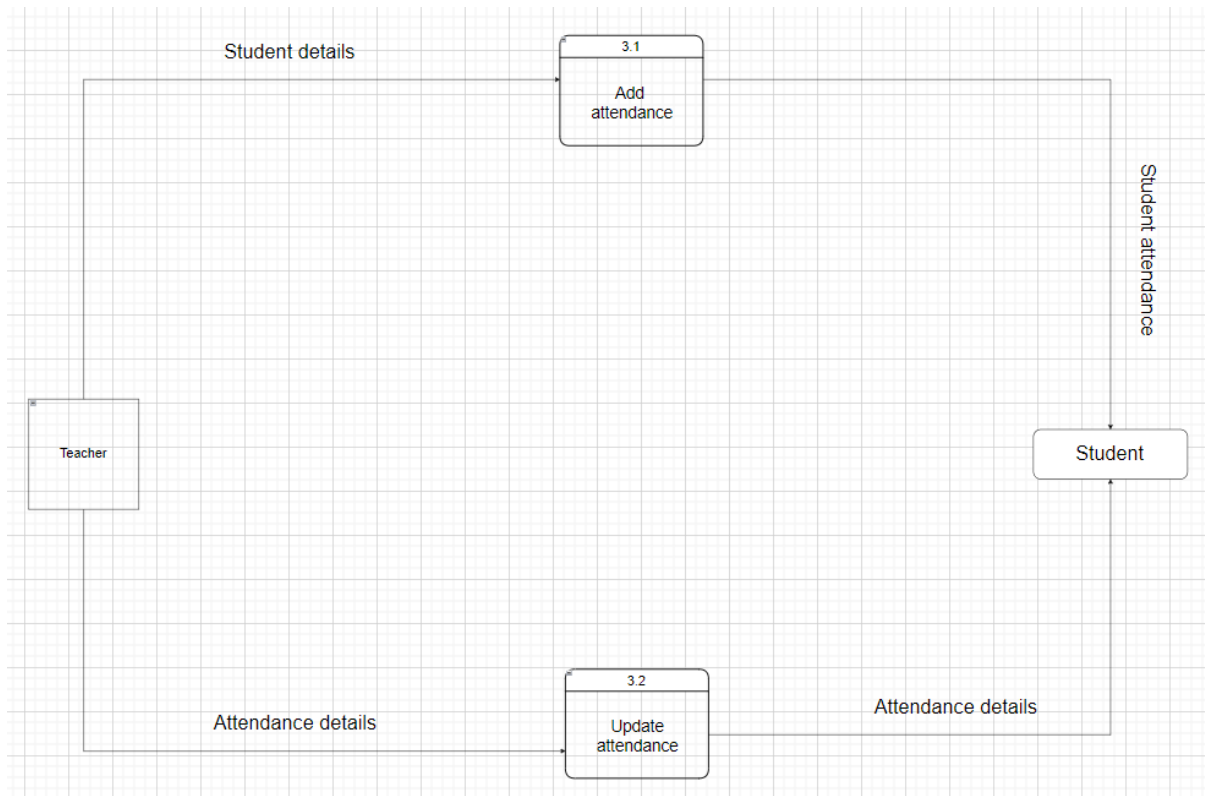 Student details
3.1
Add
attendance
Student attendance
Teacher
Student
3.2
Update
attendance
Attendance details
Attendance details